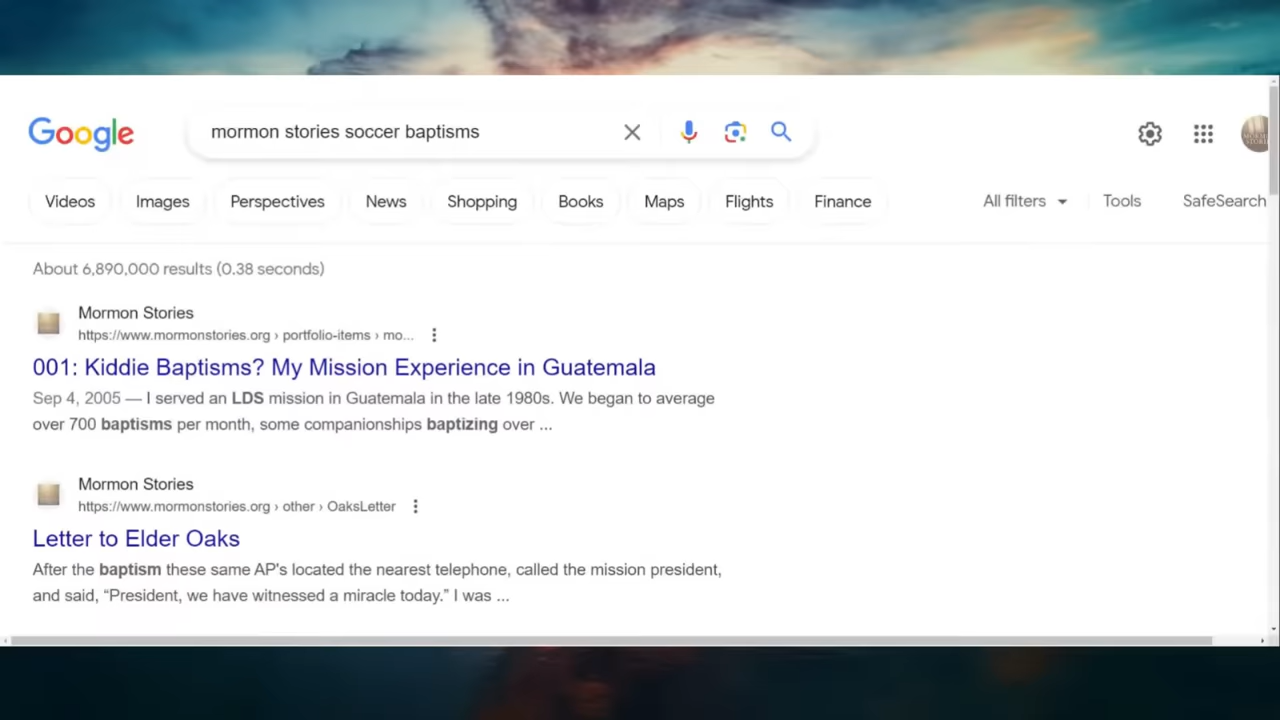 Google
mormon stories soccer baptisms
Videos Images Perspectives News Shopping Books Maps Flights Finance All filters Tools SafeSearch
About 6,890,000 results (0.38 seconds)
Mormon Stories
https://www.mormonstories.org › portfolio-items › mo...
001: Kiddie Baptisms? My Mission Experience in Guatemala
Sep 4, 2005 — I served an LDS mission in Guatemala in the late 1980s. We began to average
over 700 baptisms per month, some companionships baptizing over ...
Mormon Stories
https://www.mormonstories.org › other › OaksLetter
Letter to Elder Oaks
After the baptism these same AP's located the nearest telephone, called the mission president,
and said, “President, we have witnessed a miracle today.” I was ...